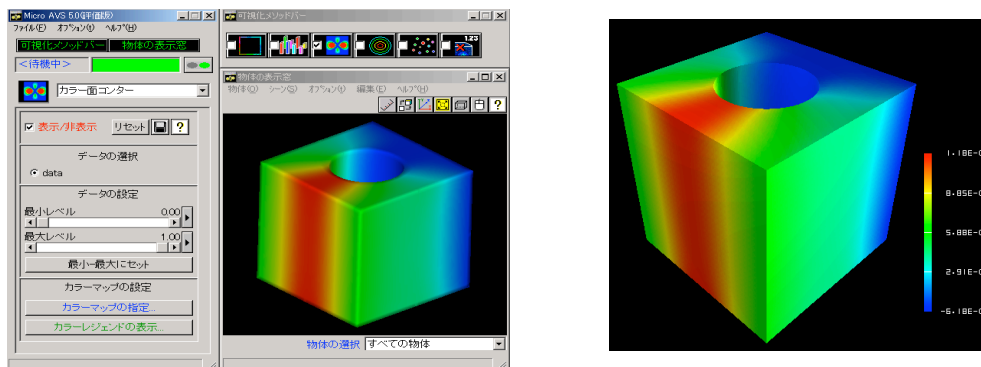 Micro AVS 5.0(評価版)
ファイル(F) オプション(t) ヘルプ(H)
可視化メソッドバー 物体の表示窓
<待機中>
カラー面コンター
表示/非表示 リセット ?
データの選択
data
データの設定
最小レベル 0.00
最大レベル 1.00
最小-最大にセット
カラーマップの設定
カラーマップの指定...
カラーレジェンドの表示...
可視化メソッドバー
123
物体の表示窓
物体(O) シーン(S) オプション(t) 編集(E) ヘルプ(H)
?
物体の選択 すべての物体
1.18E-0
8.85E-0
5.88E-0
2.91E-0
-6.18E-0